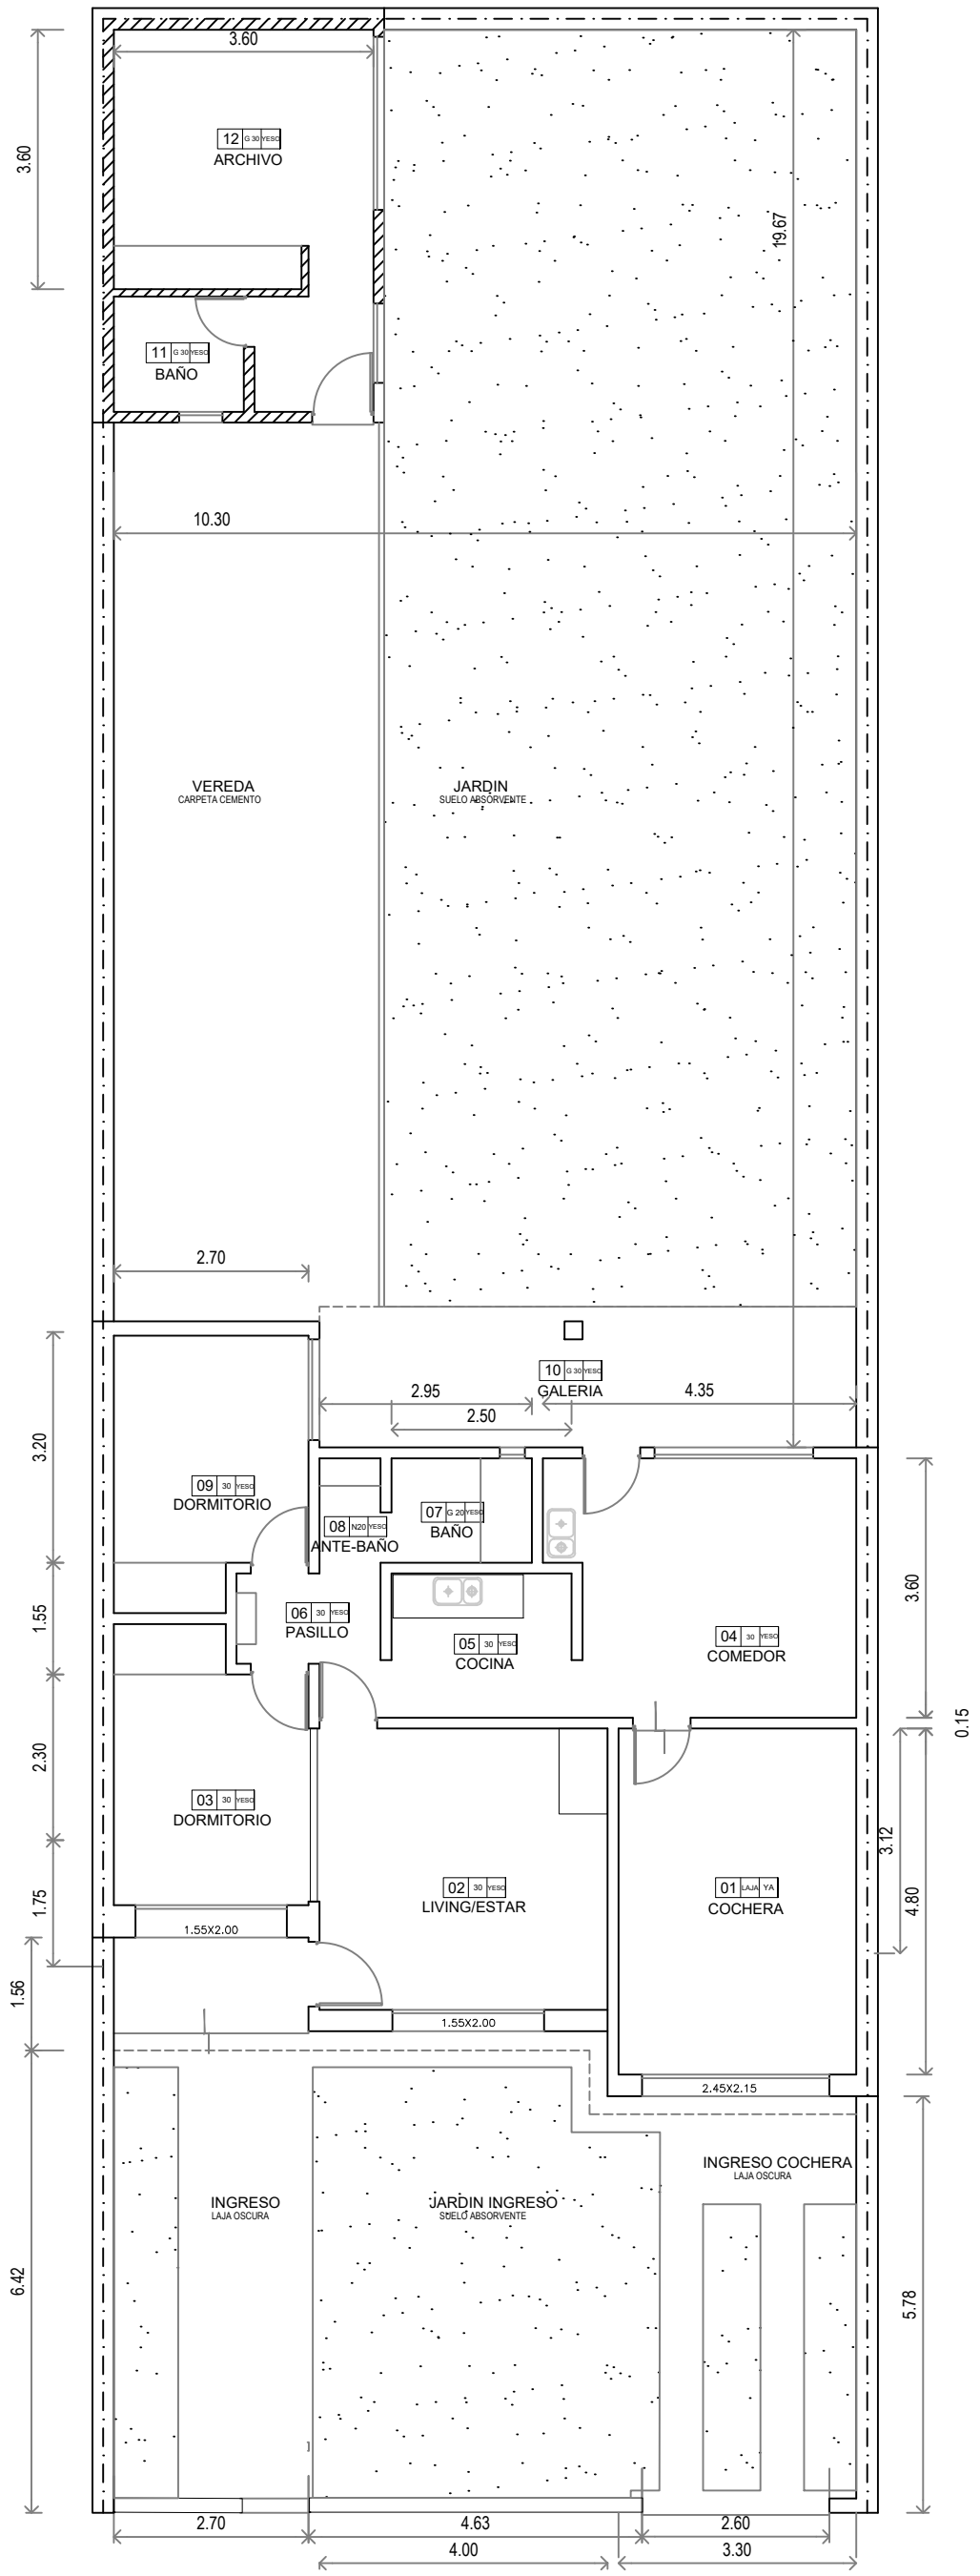 3.60
3.60
12 G 30 YESO
ARCHIVO
19.67
11 G 30 YESO
BAÑO
10.30
VEREDA
CARPETA CEMENTO
JARDIN
SUELO ABSORVENTE
2.70
10 G 30 YESO
GALERIA
2.95
4.35
2.50
3.20
09 30 YESO
DORMITORIO
07 G 20 YESO
BAÑO
08 N20 YESO
ANTE-BAÑO
3.60
1.55
06 30 YESO
PASILLO
05 30 YESO
COCINA
04 30 YESO
COMEDOR
0.15
2.30
03 30 YESO
DORMITORIO
3.12
1.75
02 30 YESO
LIVING/ESTAR
01 LAJA YA
COCHERA
4.80
1.55X2.00
1.56
1.55X2.00
2.45X2.15
INGRESO COCHERA
LAJA OSCURA
INGRESO
LAJA OSCURA
JARDIN INGRESO
SUELO ABSORVENTE
6.42
5.78
2.70
4.63
2.60
4.00
3.30